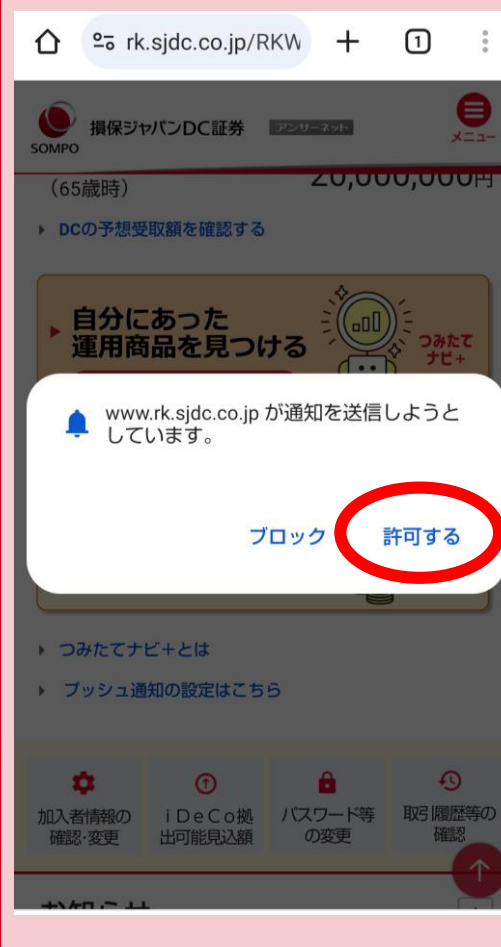 rk.sjdc.co.jp/RKW
1
SOMPO
損保ジャパンDC証券
アンサーネット
メニュー
(65歳時)
20,000,000円
DCの予想受取額を確認する
自分にあった
運用商品を見つける
つみたて
ナビ+
www.rk.sjdc.co.jp が通知を送信しようと
しています。
ブロック
許可する
つみたてナビ+とは
プッシュ通知の設定はこちら
加入者情報の
確認・変更
iDeCo拠
出可能見込額
パスワード等
の変更
取引履歴等の
確認
お知らせ